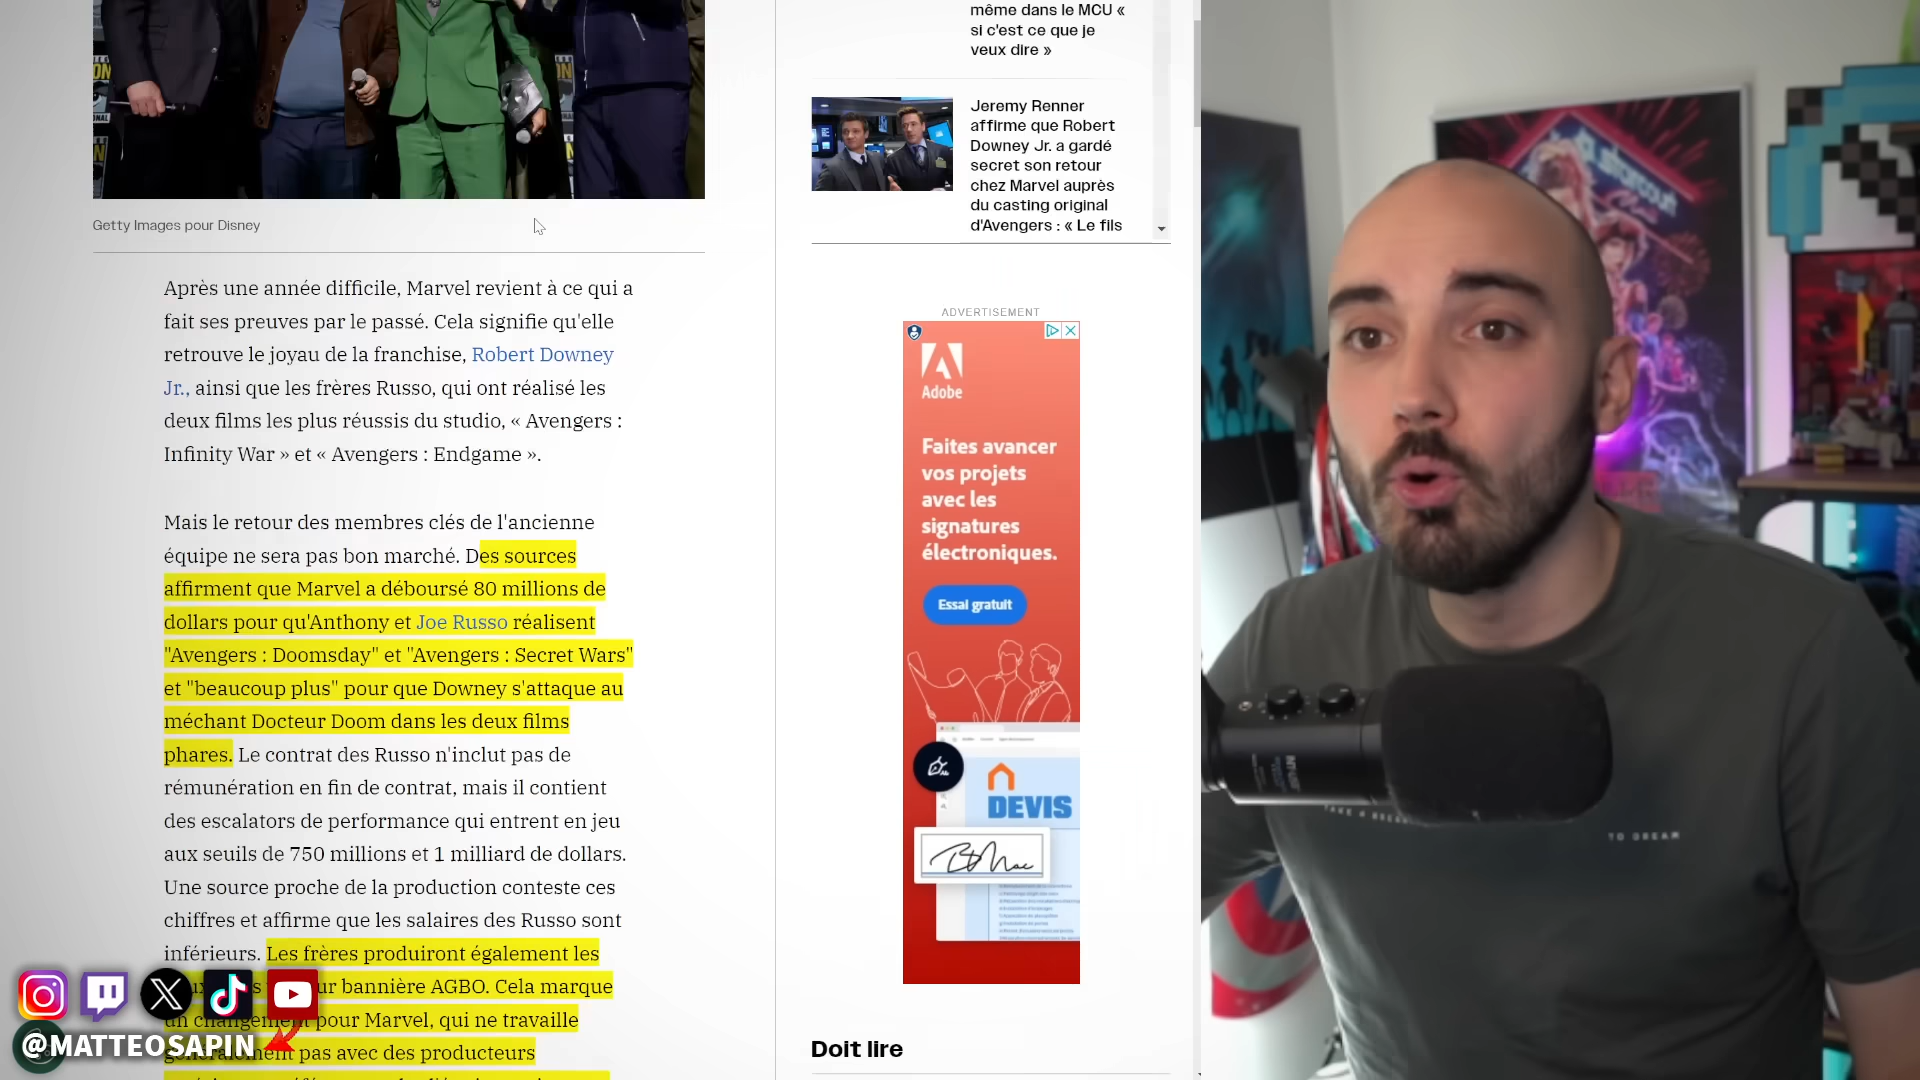 même dans le MCU «
si c'est ce que je
veux dire »
Jeremy Renner
affirme que Robert
Downey Jr. a gardé
secret son retour
chez Marvel auprès
du casting original
d'Avengers : « Le fils
Getty Images pour Disney
Après une année difficile, Marvel revient à ce qui a
fait ses preuves par le passé. Cela signifie qu'elle
retrouve le joyau de la franchise, Robert Downey
Jr., ainsi que les frères Russo, qui ont réalisé les
deux films les plus réussis du studio, « Avengers :
Infinity War » et « Avengers : Endgame ».
Mais le retour des membres clés de l'ancienne
équipe ne sera pas bon marché. Des sources
affirment que Marvel a déboursé 80 millions de
dollars pour qu'Anthony et Joe Russo réalisent
"Avengers : Doomsday" et "Avengers : Secret Wars"
et "beaucoup plus" pour que Downey s'attaque au
méchant Docteur Doom dans les deux films
phares. Le contrat des Russo n'inclut pas de
rémunération en fin de contrat, mais il contient
des escalators de performance qui entrent en jeu
aux seuils de 750 millions et 1 milliard de dollars.
Une source proche de la production conteste ces
chiffres et affirme que les salaires des Russo sont
inférieurs. Les frères produiront également les
bannière AGBO. Cela marque
un changement pour Marvel, qui ne travaille
généralement pas avec des producteurs
@MATTEOSAPIN
ADVERTISEMENT
Adobe
Faites avancer
vos projets
avec les
signatures
électroniques.
Essai gratuit
DEVIS
Doit lire
TO DREAM